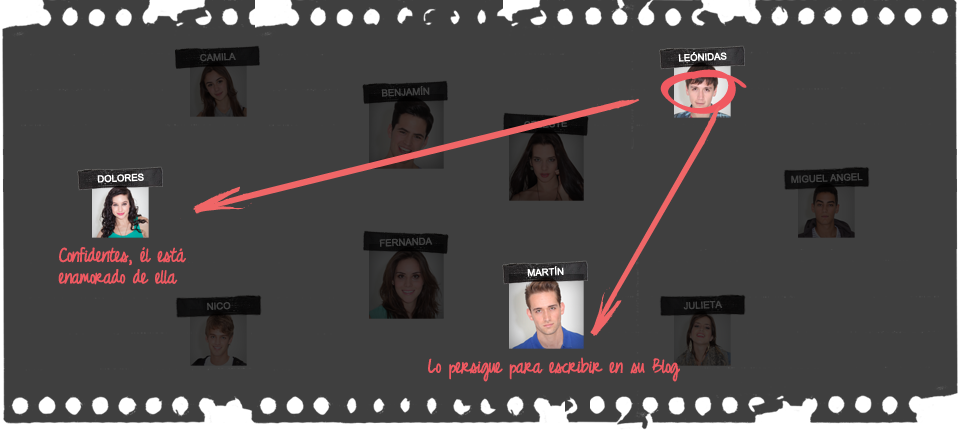 CAMILA
LEÓNIDAS
BENJAMÍN
CELESTE
DOLORES
MIGUEL ANGEL
Confidentes, él está
enamorado de ella
FERNANDA
MARTÍN
NICO
JULIETA
Lo persigue para escribir en su Blog